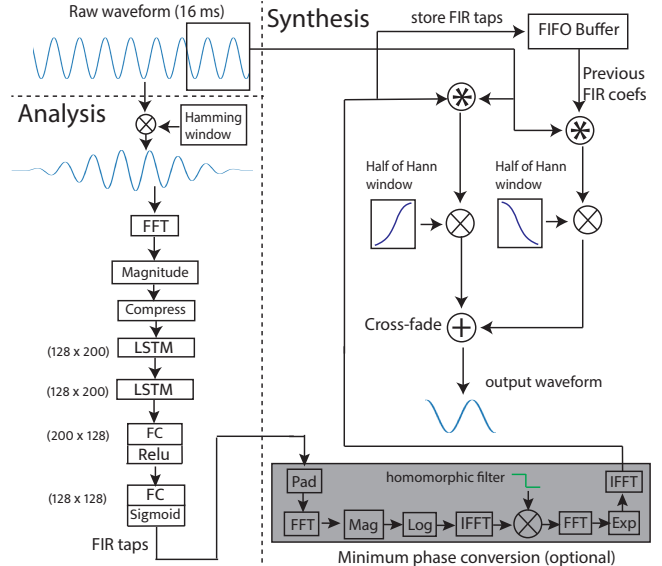 Raw waveform (16 ms)
Synthesis
store FIR taps
FIFO Buffer
Previous
FIR coefs
Analysis
Hamming
window
Half of Hann
window
Half of Hann
window
FFT
Magnitude
Compress
Cross-fade
(128 x 200)
LSTM
(128 x 200)
LSTM
output waveform
(200 x 128)
FC
Relu
(128 x 128)
FC
Sigmoid
FIR taps
Pad
homomorphic filter
IFFT
FFT
Mag
Log
IFFT
FFT
Exp
Minimum phase conversion (optional)